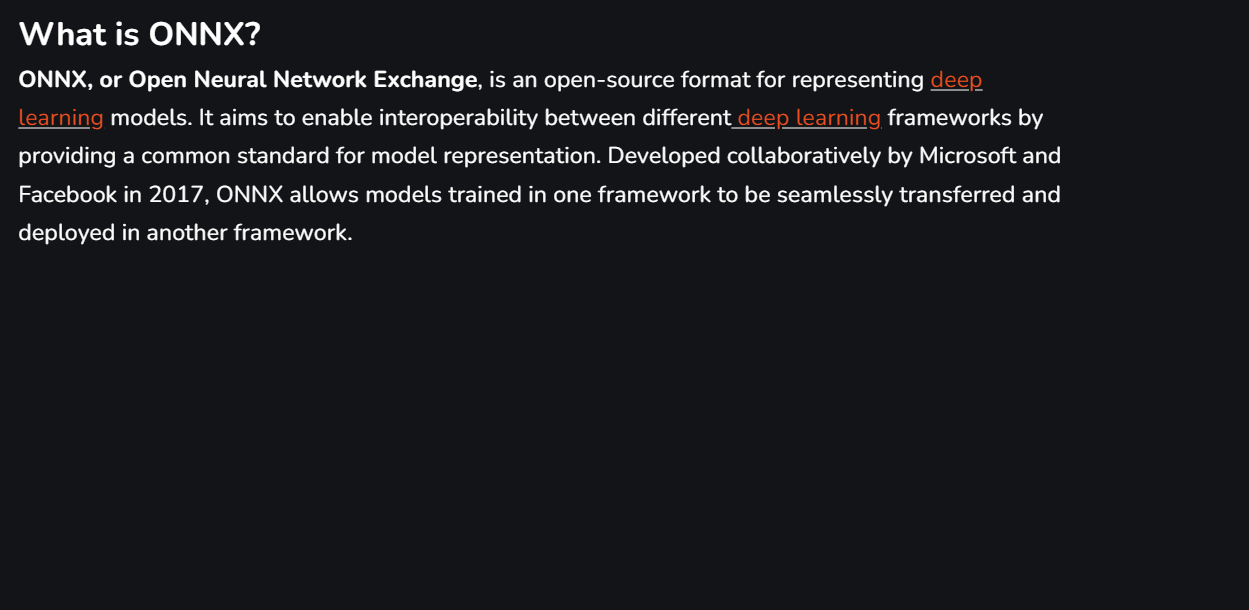 What is ONNX?
ONNX, or Open Neural Network Exchange, is an open-source format for representing deep
learning models. It aims to enable interoperability between different deep learning frameworks by
providing a common standard for model representation. Developed collaboratively by Microsoft and
Facebook in 2017, ONNX allows models trained in one framework to be seamlessly transferred and
deployed in another framework.